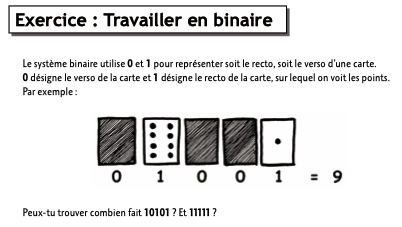 Exercice : Travailler en binaire
Le système binaire utilise 0 et 1 pour représenter soit le recto, soit le verso d'une carte.
0 désigne le verso de la carte et 1 désigne le recto de la carte, sur lequel on voit les points.
Par exemple :
0 1 0 0 1 = 9
Peux-tu trouver combien fait 10101 ? Et 11111 ?